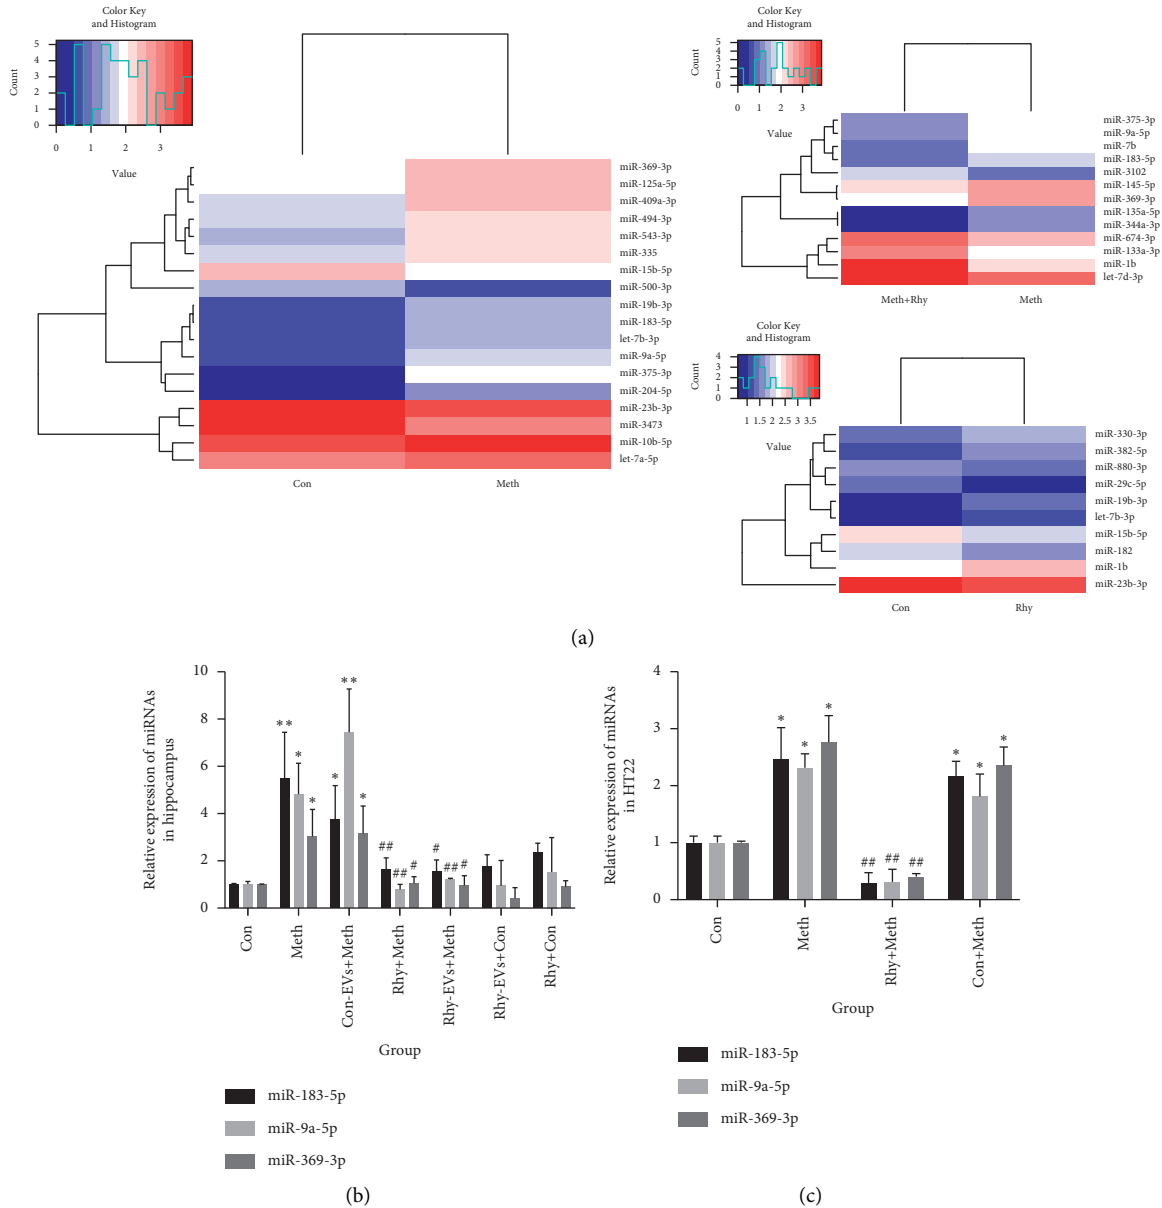 Color Key
and Histogram
Count
5
4
3
2
1
0
0 1 2 3
Value
miR-369-3p
miR-125a-5p
miR-409a-3p
miR-494-3p
miR-543-3p
miR-335
miR-15b-5p
miR-500-3p
miR-19b-3p
miR-183-5p
let-7b-3p
miR-9a-5p
miR-375-3p
miR-204-5p
miR-23b-3p
miR-3473
miR-10b-5p
let-7a-5p
Con Meth
Color Key
and Histogram
Count
5
4
3
2
1
0
0 1 2 3
Value
miR-375-3p
miR-9a-5p
miR-7b
miR-183-5p
miR-3102
miR-145-5p
miR-369-3p
miR-135a-5p
miR-344a-3p
miR-674-3p
miR-133a-3p
miR-1b
let-7d-3p
Meth+Rhy Meth
Color Key
and Histogram
Count
4
3
2
1
0
1 1.5 2 2.5 3 3.5
Value
miR-330-3p
miR-382-5p
miR-880-3p
miR-29c-5p
miR-19b-3p
let-7b-3p
miR-15b-5p
miR-182
miR-1b
miR-23b-3p
Con Rhy
(a)
Relative expression of miRNAs
in hippocampus
10
8
6
4
2
0
** * *
* ** *
## ## #
# ## #
Con
Meth
Con-EVs+Meth
Rhy+Meth
Rhy-EVs+Meth
Rhy-EVs+Con
Rhy+Con
Group
miR-183-5p
miR-9a-5p
miR-369-3p
(b)
Relative expression of miRNAs
in HT22
4
3
2
1
0
* * *
## ## ##
* * *
Con
Meth
Rhy+Meth
Con+Meth
Group
miR-183-5p
miR-9a-5p
miR-369-3p
(c)